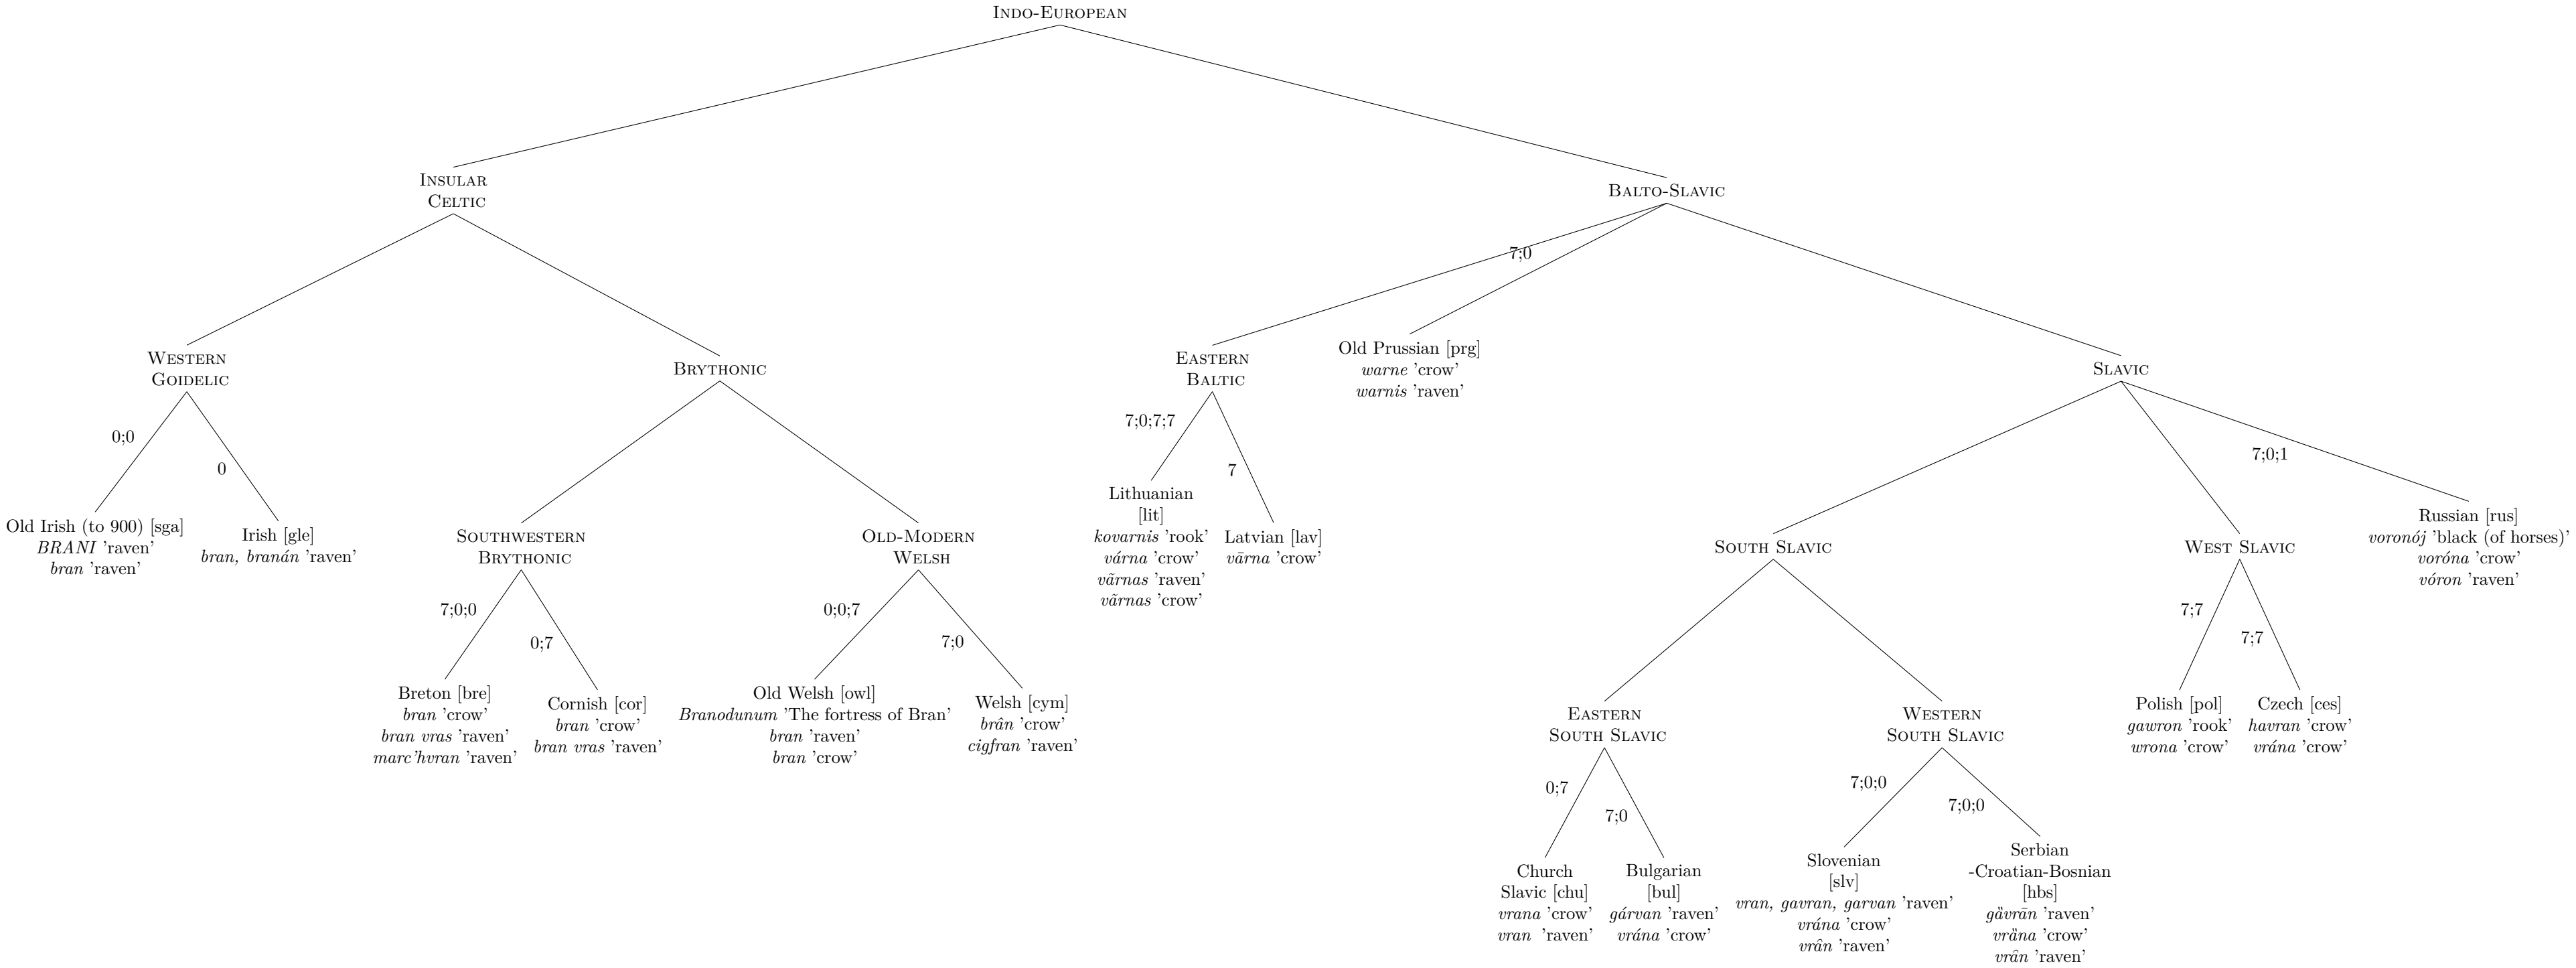 INDO-EUROPEAN
INSULAR
CELTIC
BALTO-SLAVIC
7;0
WESTERN
GOIDELIC
BRYTHONIC
EASTERN
BALTIC
Old Prussian [prg]
warne 'crow'
warnis 'raven'
SLAVIC
0;0
0
7;0;7;7
7
7;0;1
Old Irish (to 900) [sga]
BRANI 'raven'
bran 'raven'
Irish [gle]
bran, branán 'raven'
SOUTHWESTERN
BRYTHONIC
OLD-MODERN
WELSH
Lithuanian
[lit]
kovarnis 'rook'
várna 'crow'
vãrnas 'raven'
vãrnas 'crow'
Latvian [lav]
vārna 'crow'
SOUTH SLAVIC
WEST SLAVIC
Russian [rus]
voronój 'black (of horses)'
voróna 'crow'
vóron 'raven'
7;0;0
0;7
0;0;7
7;0
7;7
7;7
Breton [bre]
bran 'crow'
bran vras 'raven'
marc'hvran 'raven'
Cornish [cor]
bran 'crow'
bran vras 'raven'
Old Welsh [owl]
Branodunum 'The fortress of Bran'
bran 'raven'
bran 'crow'
Welsh [cym]
brân 'crow'
cigfran 'raven'
EASTERN
SOUTH SLAVIC
WESTERN
SOUTH SLAVIC
Polish [pol]
gawron 'rook'
wrona 'crow'
Czech [ces]
havran 'crow'
vrána 'crow'
0;7
7;0
7;0;0
7;0;0
Church
Slavic [chu]
vrana 'crow'
vran 'raven'
Bulgarian
[bul]
gárvan 'raven'
vrána 'crow'
Slovenian
[slv]
vran, gavran, garvan 'raven'
vrána 'crow'
vrân 'raven'
Serbian
-Croatian-Bosnian
[hbs]
gȁvrān 'raven'
vrȁna 'crow'
vrȃn 'raven'